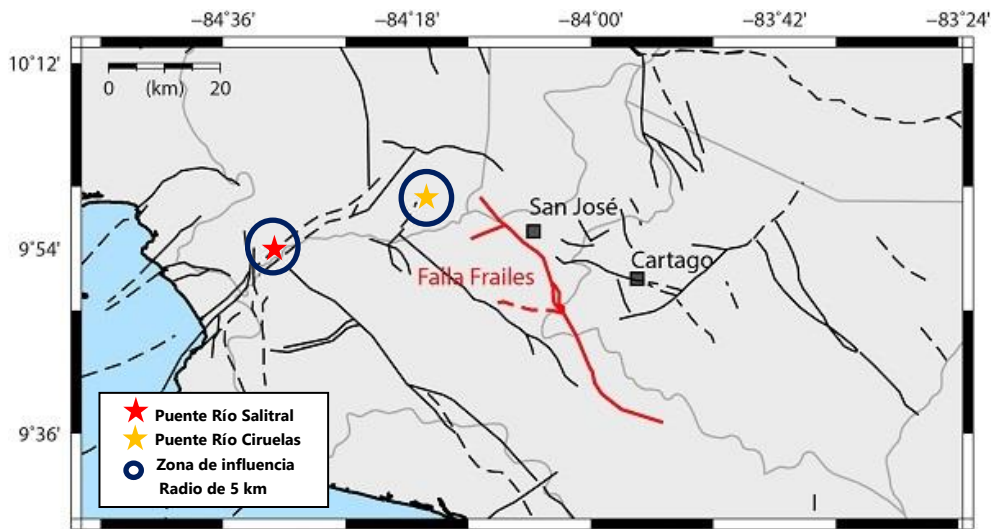 −84°36' −84°18' −84°00' −83°42' −83°24'
10°12'
0 (km) 20
San José
9°54'
Cartago
Falla Frailes
9°36'
Puente Río Salitral
Puente Río Ciruelas
Zona de influencia
Radio de 5 km